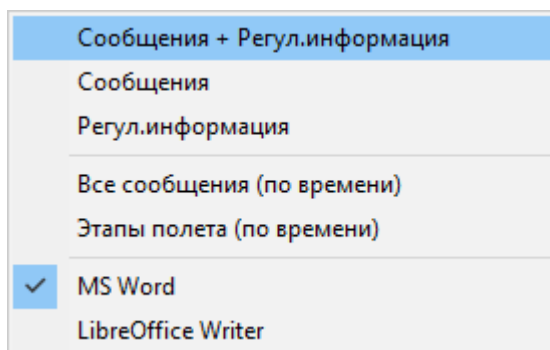 Сообщения + Регул.информация
Сообщения
Регул.информация
Все сообщения (по времени)
Этапы полета (по времени)
MS Word
LibreOffice Writer